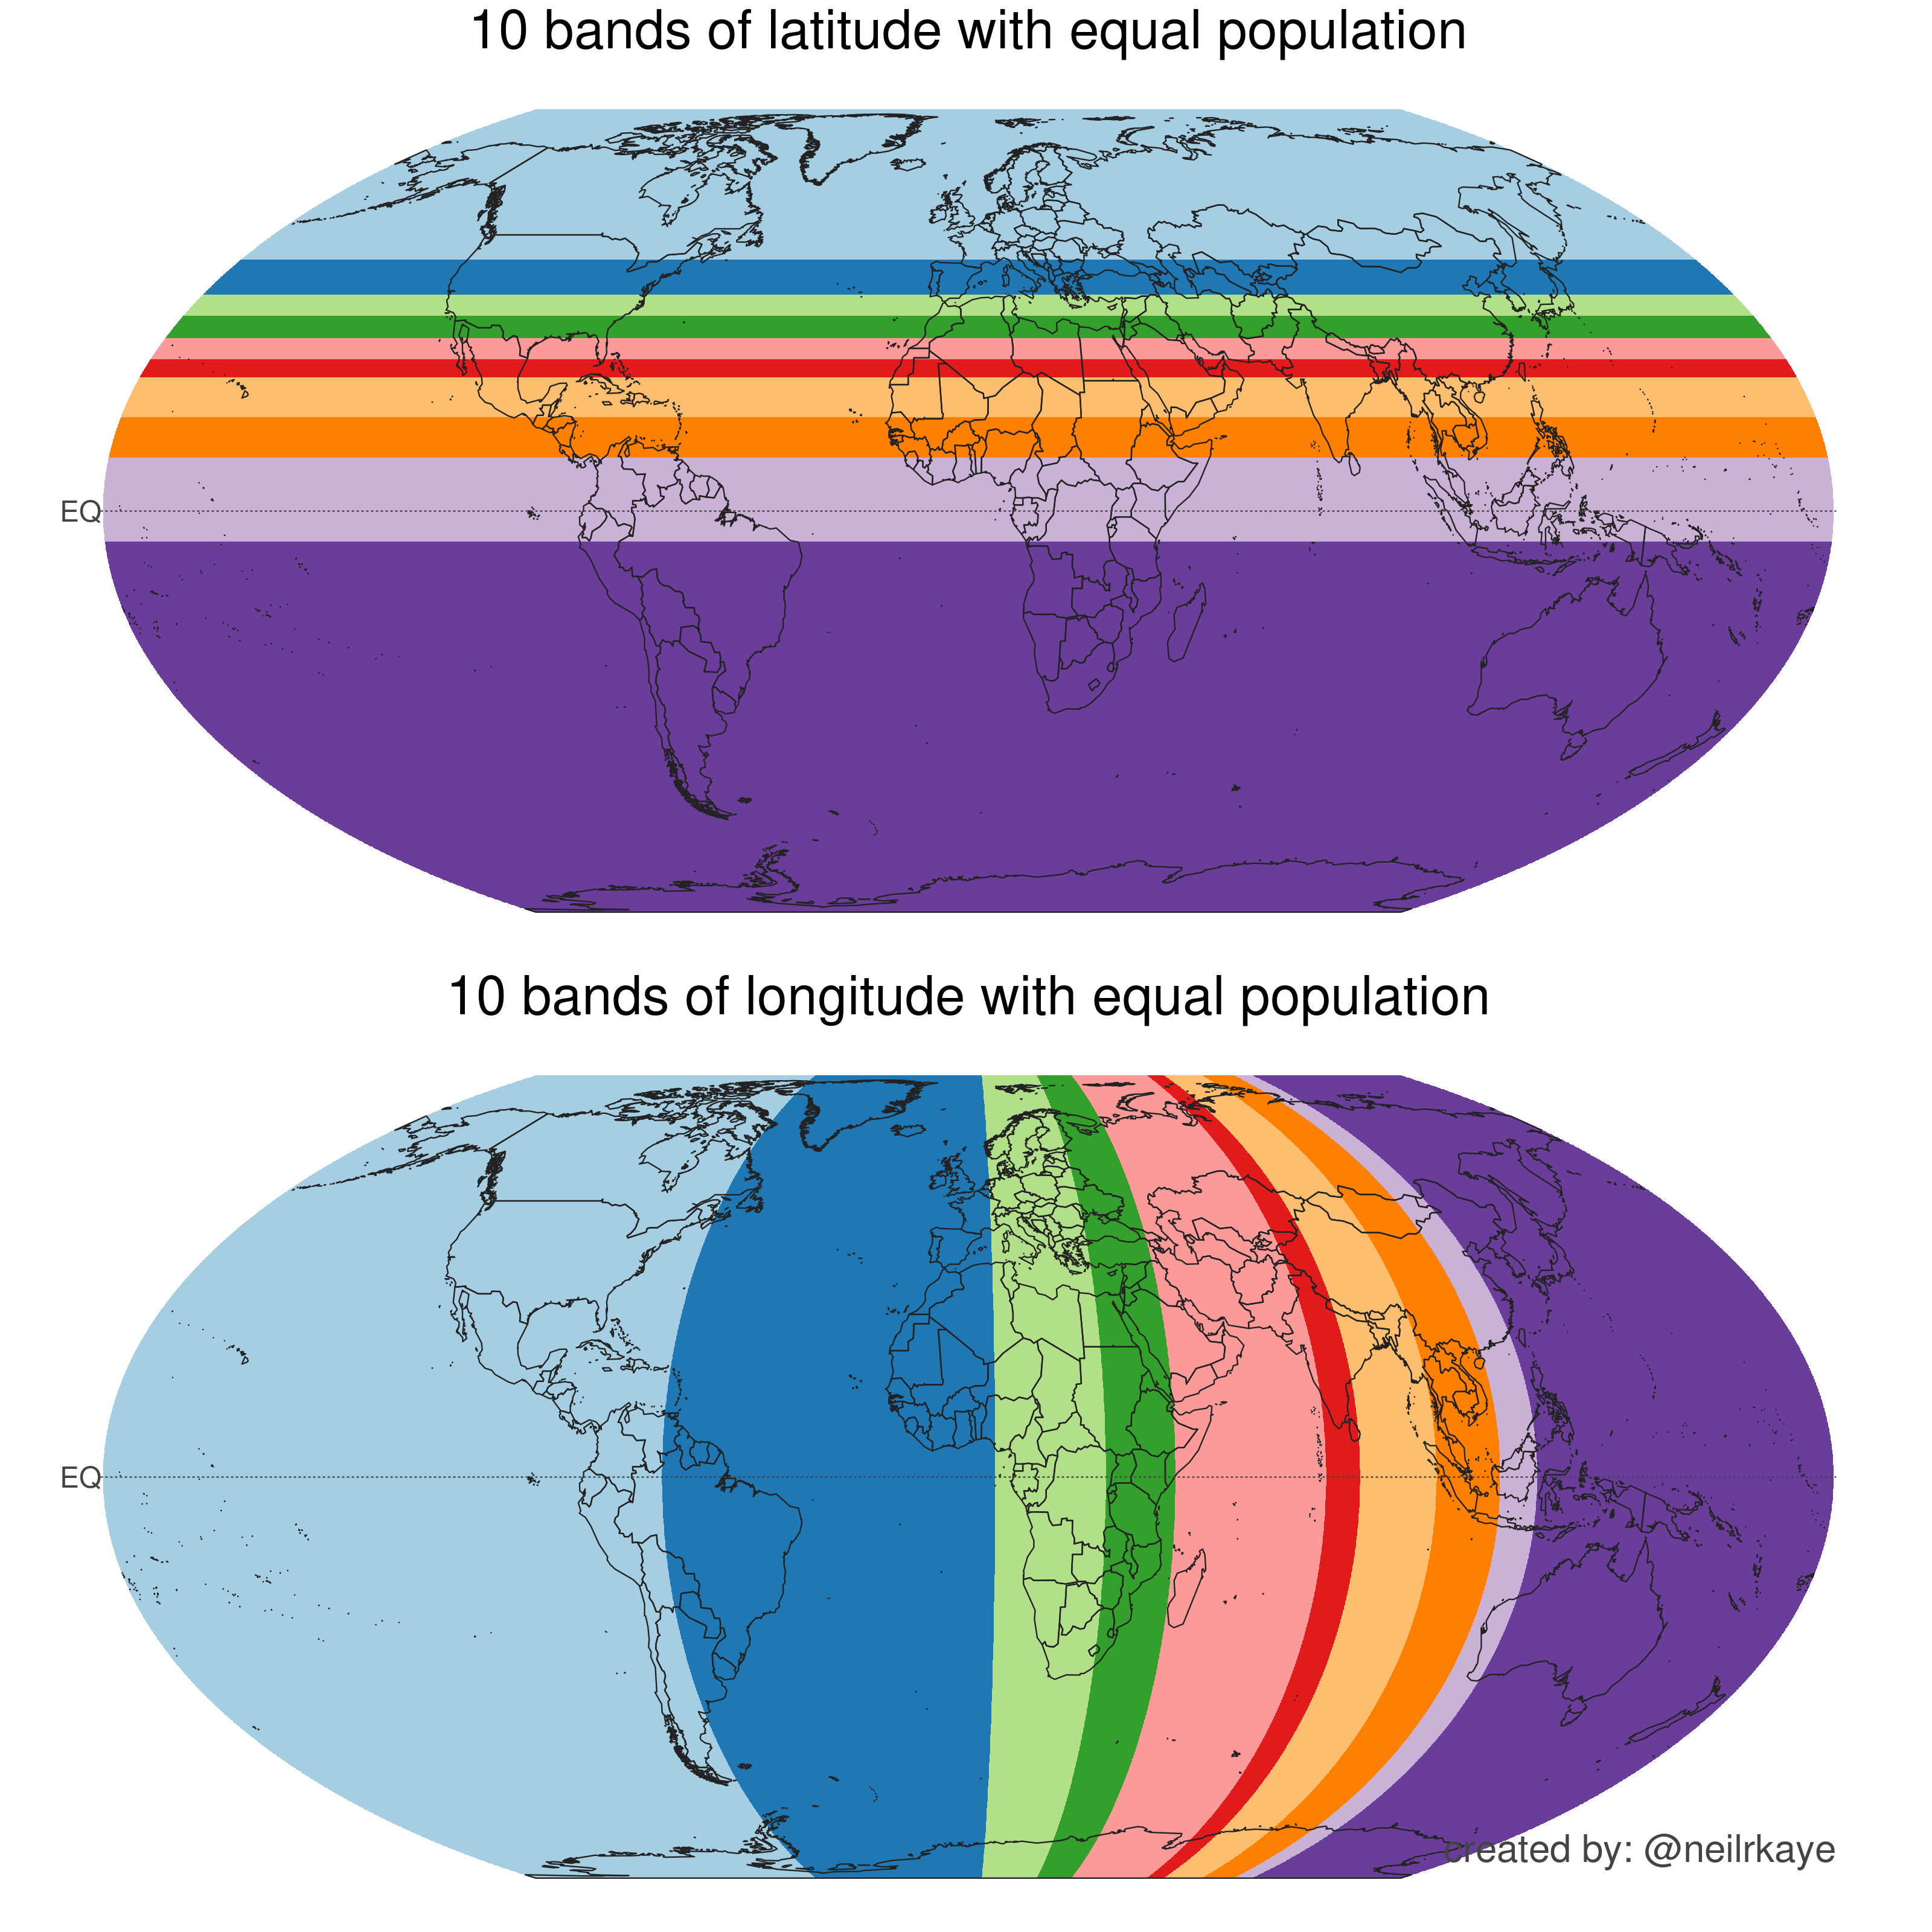 10 bands of latitude with equal population
EQ
10 bands of longitude with equal population
EQ
created by: @neilrkaye